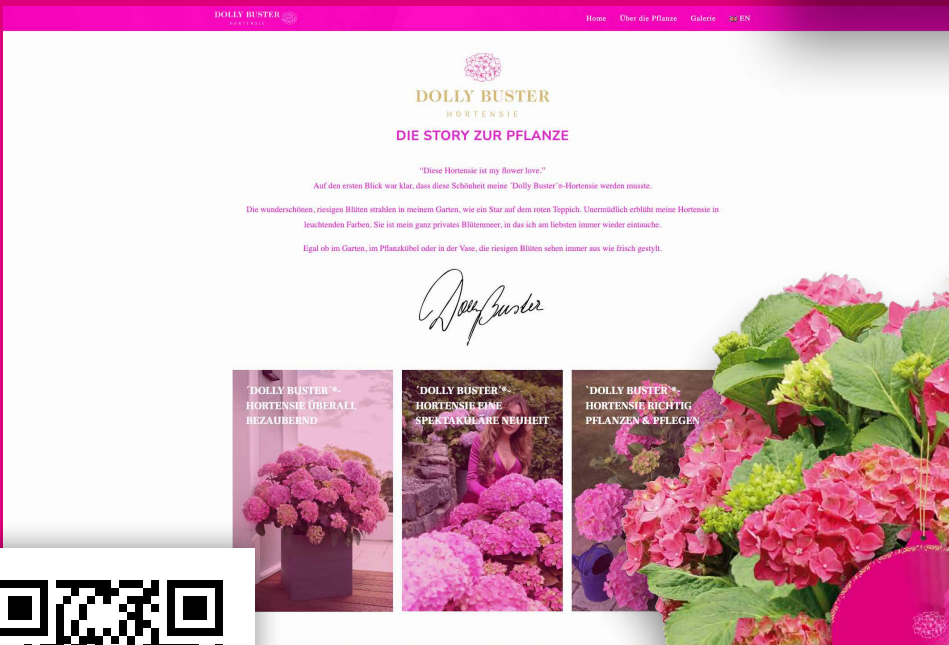 DOLLY BUSTER
HORTENSIE
Home Über die Pflanze Galerie EN
DOLLY BUSTER
HORTENSIE
DIE STORY ZUR PFLANZE
"Diese Hortensie ist my flower love."
Auf den ersten Blick war klar, dass diese Schönheit meine ´Dolly Buster´®-Hortensie werden musste.
Die wunderschönen, riesigen Blüten strahlen in meinem Garten, wie ein Star auf dem roten Teppich. Unermüdlich erblüht meine Hortensie in
leuchtenden Farben. Sie ist mein ganz privates Blütenmeer, in das ich am liebsten immer wieder eintauche.
Egal ob im Garten, im Pflanzkübel oder in der Vase, die riesigen Blüten sehen immer aus wie frisch gestylt.
Dolly Buster
´DOLLY BUSTER´®-
HORTENSIE ÜBERALL
BEZAUBERND
´DOLLY BUSTER´®-
HORTENSIE EINE
SPEKTAKULÄRE NEUHEIT
`DOLLY BUSTER`®-
HORTENSIE RICHTIG
PFLANZEN & PFLEGEN